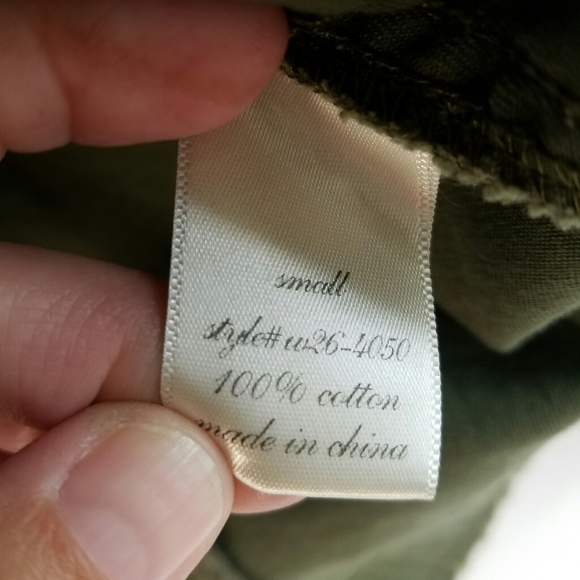 small
style# w26-4050
100% cotton
made in china